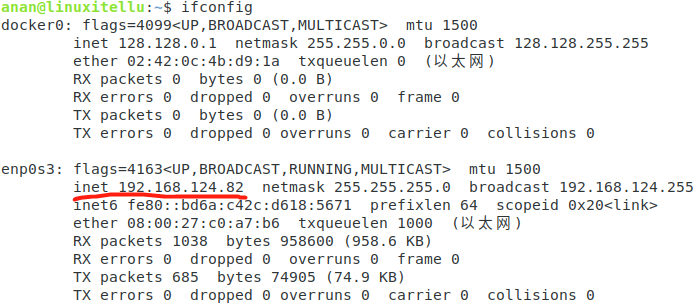 anan@linuxitellu:~$ ifconfig
docker0: flags=4099<UP,BROADCAST,MULTICAST>  mtu 1500
        inet 128.128.0.1  netmask 255.255.0.0  broadcast 128.128.255.255
        ether 02:42:0c:4b:d9:1a  txqueuelen 0  (以太网)
        RX packets 0  bytes 0 (0.0 B)
        RX errors 0  dropped 0  overruns 0  frame 0
        TX packets 0  bytes 0 (0.0 B)
        TX errors 0  dropped 0 overruns 0  carrier 0  collisions 0

enp0s3: flags=4163<UP,BROADCAST,RUNNING,MULTICAST>  mtu 1500
        inet 192.168.124.82  netmask 255.255.255.0  broadcast 192.168.124.255
        inet6 fe80::bd6a:c42c:d618:5671  prefixlen 64  scopeid 0x20<link>
        ether 08:00:27:c0:a7:b6  txqueuelen 1000  (以太网)
        RX packets 1038  bytes 958600 (958.6 KB)
        RX errors 0  dropped 0  overruns 0  frame 0
        TX packets 685  bytes 74905 (74.9 KB)
        TX errors 0  dropped 0 overruns 0  carrier 0  collisions 0